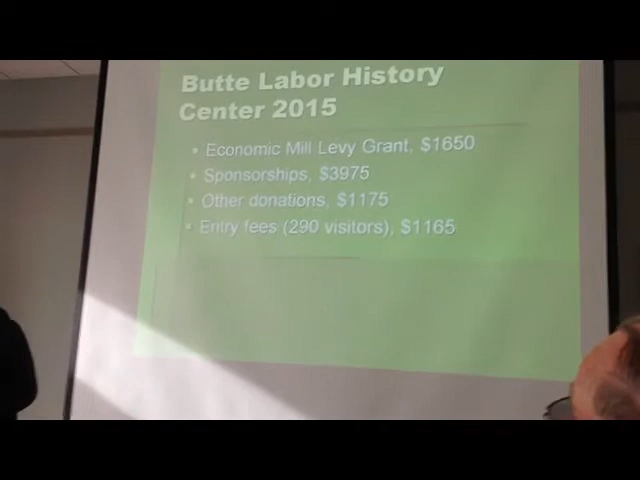 Butte Labor History
Center 2015
• Economic Mill Levy Grant, $1650
• Sponsorships, $3975
• Other donations, $1175
• Entry fees (290 visitors), $1165